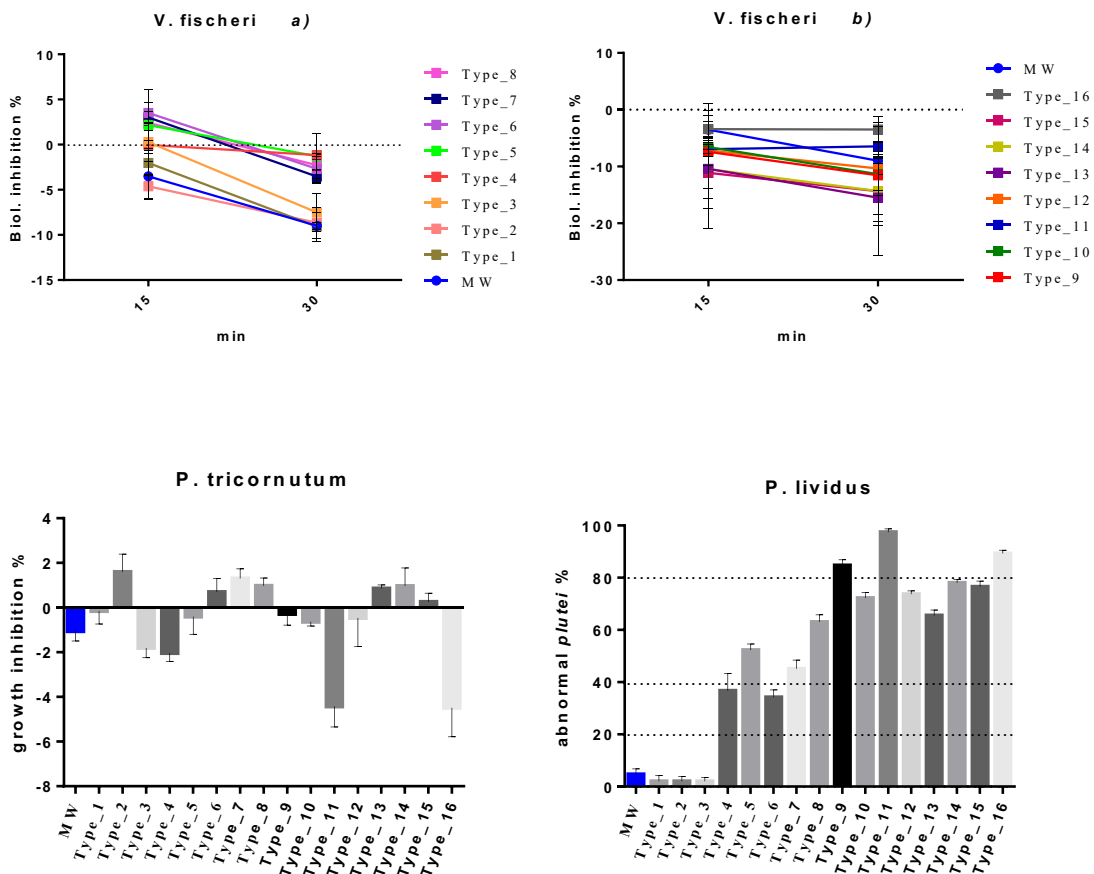 V. fischeri a)
10
5
0
-5
-10
-15
Biol. inhibition %
15
30
min
Type_8
Type_7
Type_6
Type_5
Type_4
Type_3
Type_2
Type_1
MW
V. fischeri b)
10
0
-10
-20
-30
Biol. inhibition %
15
30
min
MW
Type_16
Type_15
Type_14
Type_13
Type_12
Type_11
Type_10
Type_9
P. tricornutum
4
2
0
-2
-4
-6
-8
growth inhibition %
MW
Type_1
Type_2
Type_3
Type_4
Type_5
Type_6
Type_7
Type_8
Type_9
Type_10
Type_11
Type_12
Type_13
Type_14
Type_15
Type_16
P. lividus
100
80
60
40
20
0
abnormal plutei %
MW
Type_1
Type_2
Type_3
Type_4
Type_5
Type_6
Type_7
Type_8
Type_9
Type_10
Type_11
Type_12
Type_13
Type_14
Type_15
Type_16